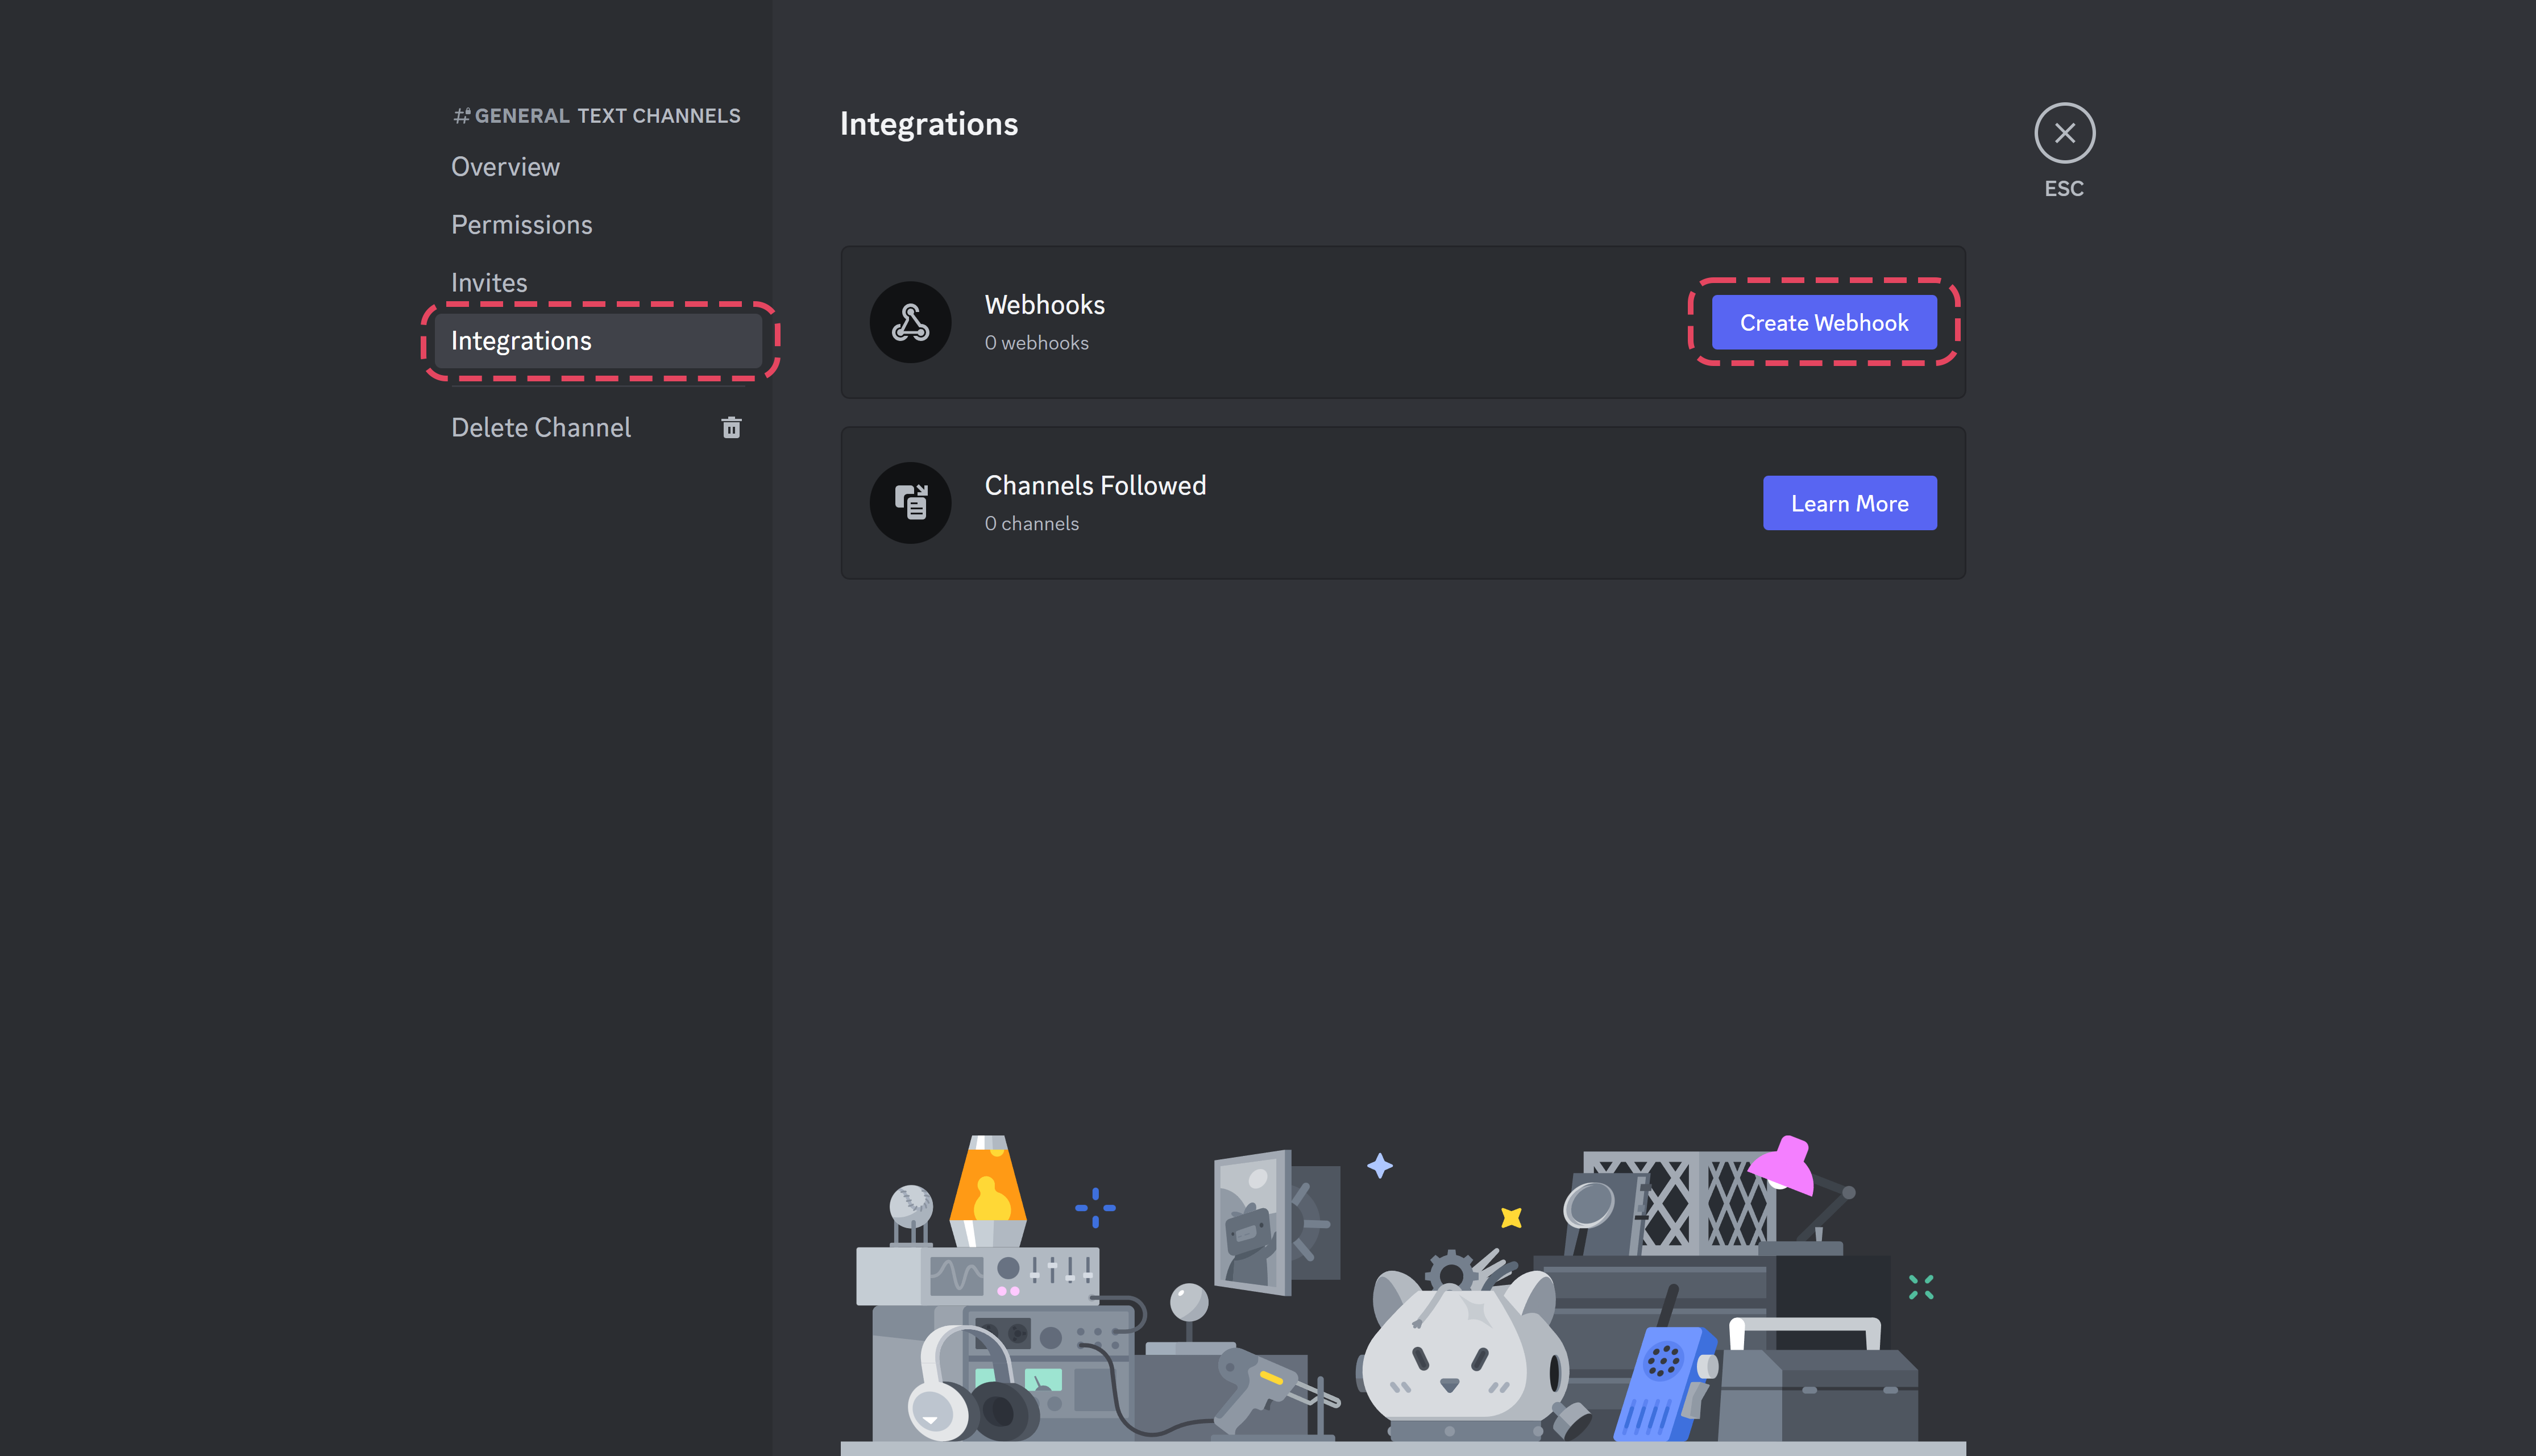 GENERAL TEXT CHANNELS
Overview
Permissions
Invites
Integrations
Delete Channel
Integrations
ESC
Webhooks
0 webhooks
Create Webhook
Channels Followed
0 channels
Learn More